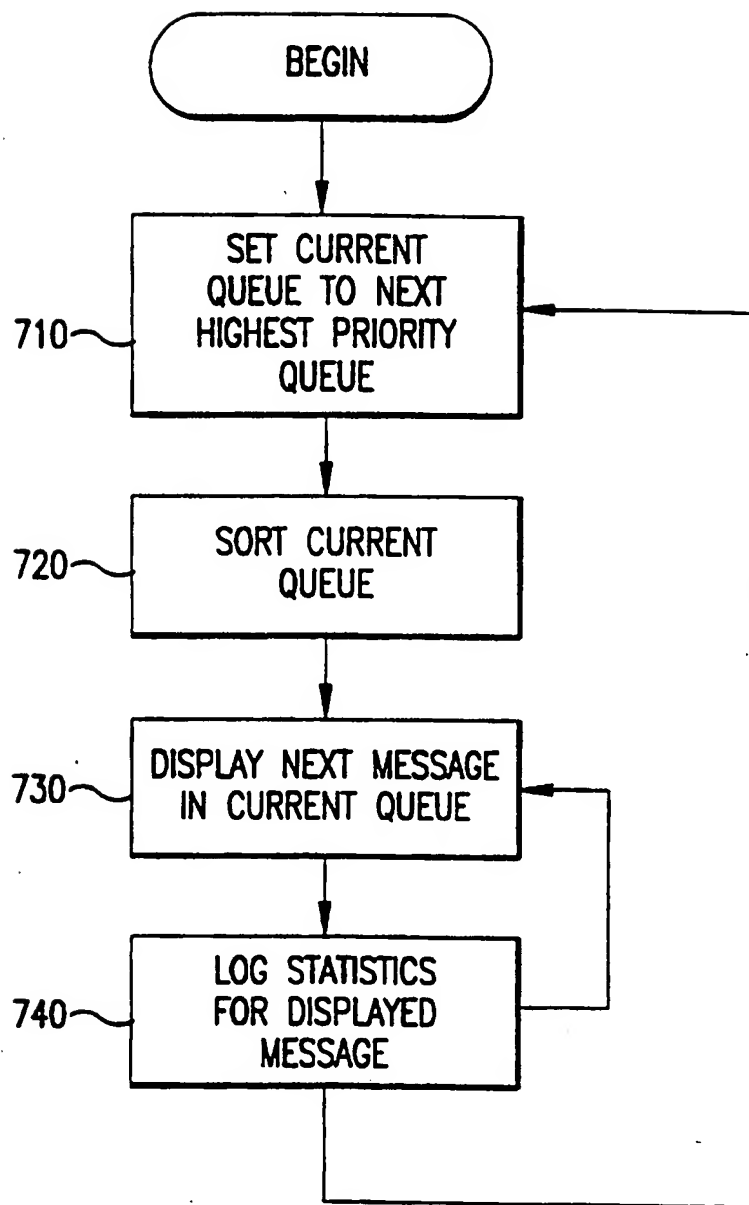 BEGIN
SET CURRENT
QUEUE TO NEXT
HIGHEST PRIORITY
QUEUE
710
SORT CURRENT
QUEUE
720
DISPLAY NEXT MESSAGE
IN CURRENT QUEUE
730
LOG STATISTICS
FOR DISPLAYED
MESSAGE
740